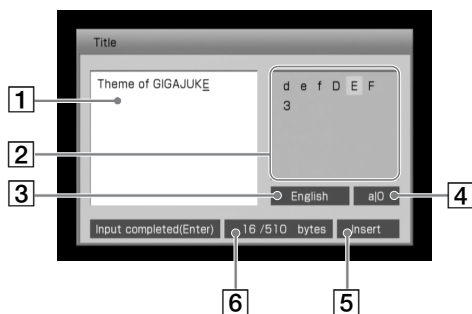 Title
Theme of GIGAJUKE
d e f D E F
3
1
2
3
English
a|0
4
Input completed(Enter)
16 /510 bytes
Insert
6
5